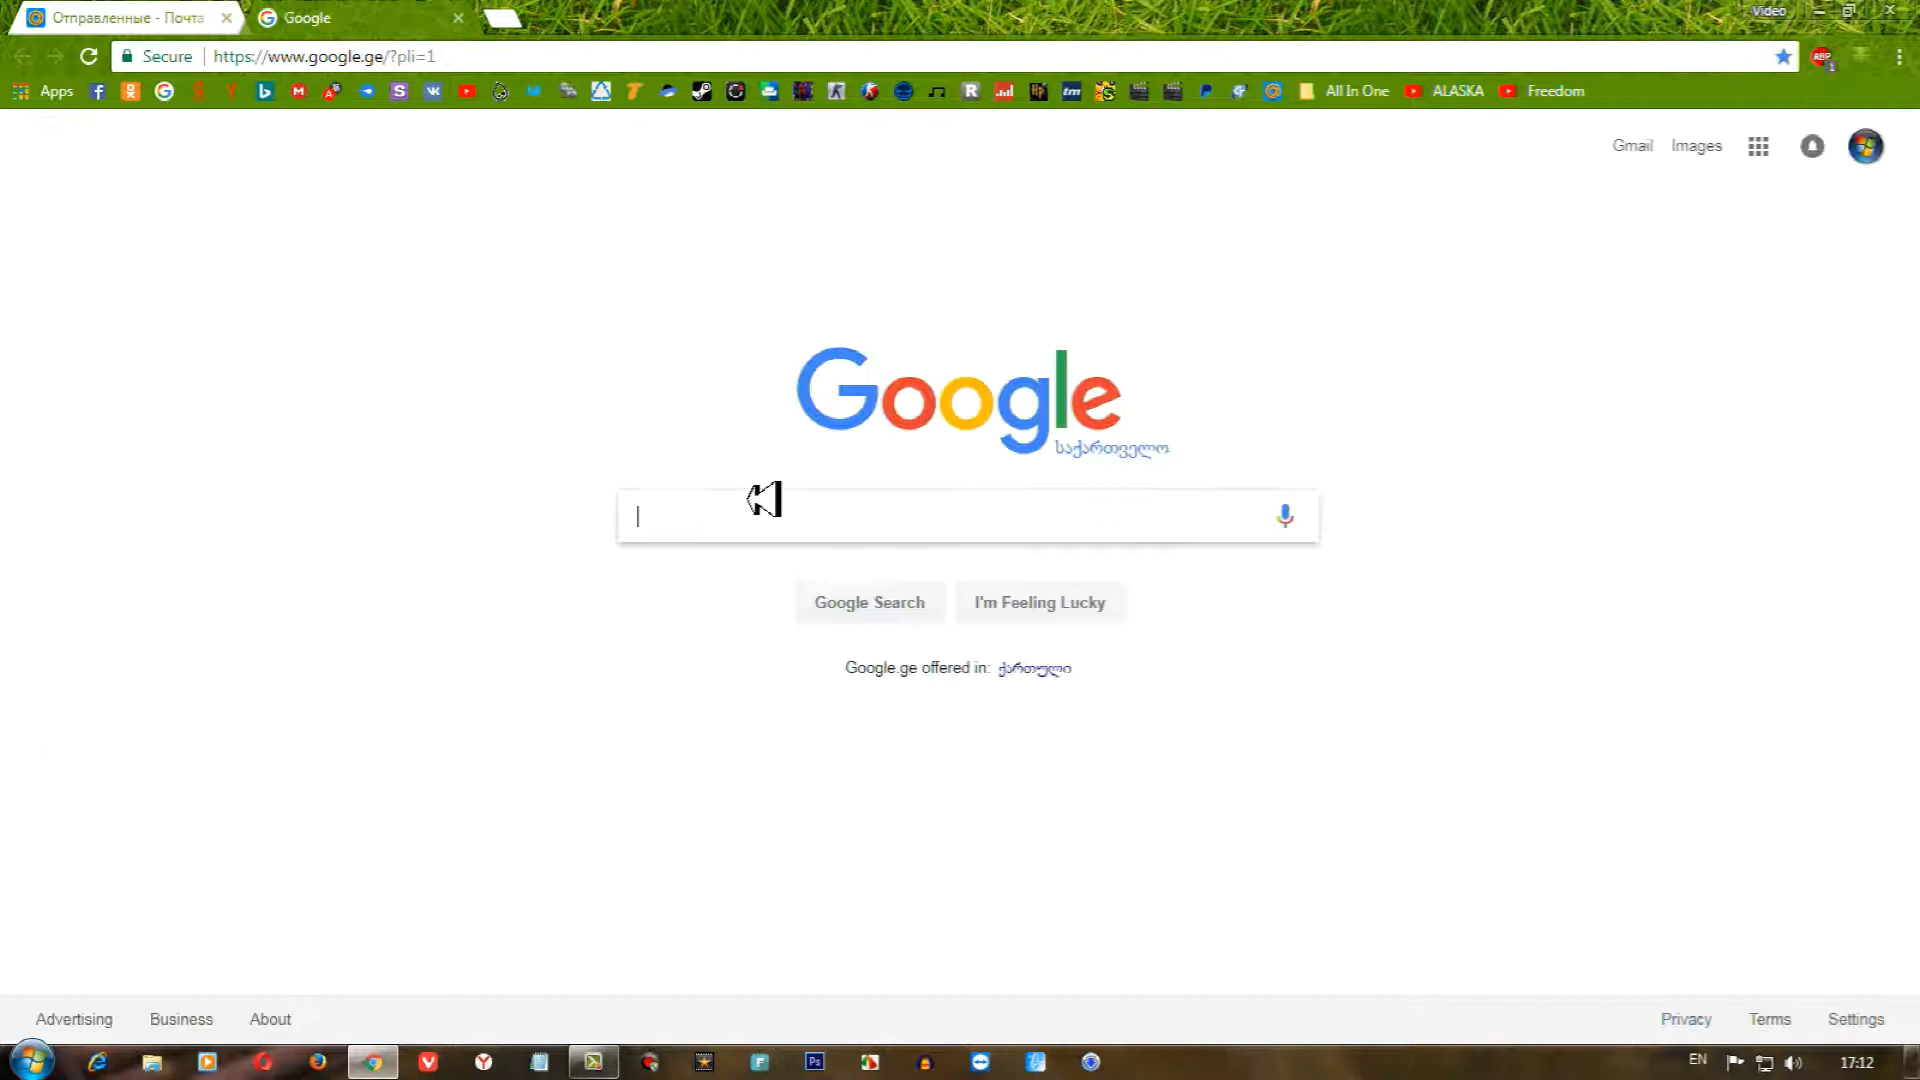 Отправленные - Почта
Google
Video
Secure
https://www.google.ge/?pli=1
Apps
All In One
ALASKA
Freedom
Gmail
Images
Google
საქართველო
Google Search
I'm Feeling Lucky
Google.ge offered in: ქართული
Advertising
Business
About
Privacy
Terms
Settings
EN
17:12